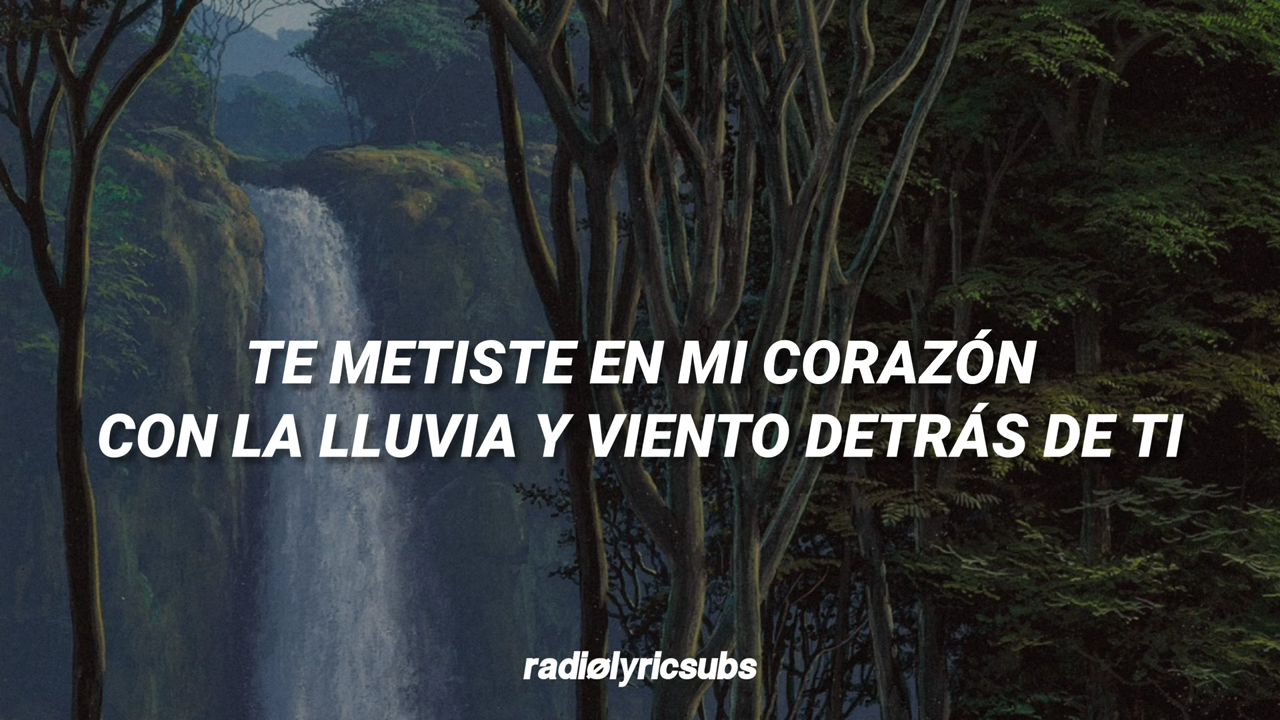 TE METISTE EN MI CORAZÓN
CON LA LLUVIA Y VIENTO DETRÁS DE TI
radiølyricsubs